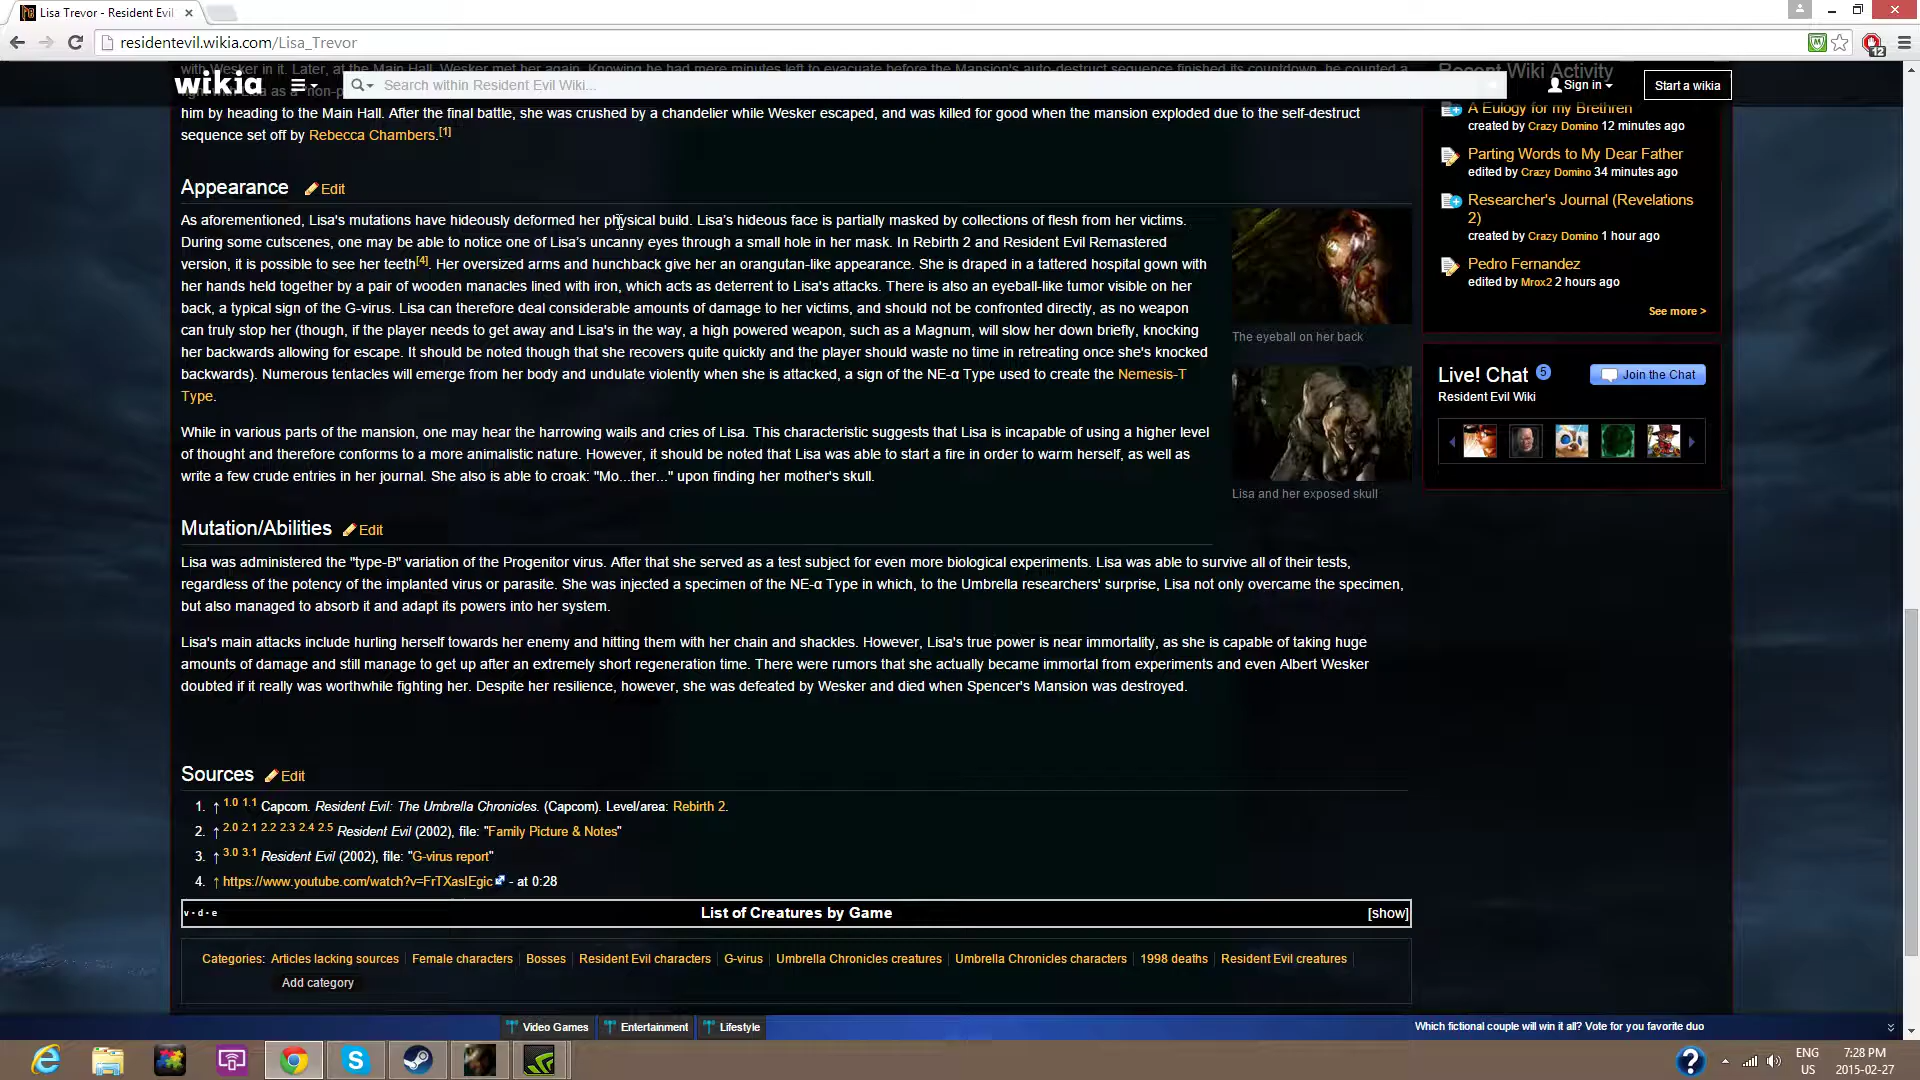 Lisa Trevor - Resident Evil
residentevil.wikia.com/Lisa_Trevor
12
with Wesker in it. Later, at the Main Hall, Wesker met her again. Knowing he had mere minutes left to evacuate before the Mansion's auto-destruct sequence finished its countdown, he counted a
wikia
Search within Resident Evil Wiki...
Sign in
Start a wikia
Recent Wiki Activity
him by heading to the Main Hall. After the final battle, she was crushed by a chandelier while Wesker escaped, and was killed for good when the mansion exploded due to the self-destruct
sequence set off by Rebecca Chambers.[1]
A Eulogy for my Brethren
created by Crazy Domino 12 minutes ago
Parting Words to My Dear Father
edited by Crazy Domino 34 minutes ago
Researcher's Journal (Revelations
2)
created by Crazy Domino 1 hour ago
Pedro Fernandez
edited by Mrox2 2 hours ago
See more >
Appearance Edit
As aforementioned, Lisa's mutations have hideously deformed her physical build. Lisa's hideous face is partially masked by collections of flesh from her victims.
During some cutscenes, one may be able to notice one of Lisa's uncanny eyes through a small hole in her mask. In Rebirth 2 and Resident Evil Remastered
version, it is possible to see her teeth[4]. Her oversized arms and hunchback give her an orangutan-like appearance. She is draped in a tattered hospital gown with
her hands held together by a pair of wooden manacles lined with iron, which acts as deterrent to Lisa's attacks. There is also an eyeball-like tumor visible on her
back, a typical sign of the G-virus. Lisa can therefore deal considerable amounts of damage to her victims, and should not be confronted directly, as no weapon
can truly stop her (though, if the player needs to get away and Lisa's in the way, a high powered weapon, such as a Magnum, will slow her down briefly, knocking
her backwards allowing for escape. It should be noted though that she recovers quite quickly and the player should waste no time in retreating once she's knocked
backwards). Numerous tentacles will emerge from her body and undulate violently when she is attacked, a sign of the NE-α Type used to create the Nemesis-T
Type.
The eyeball on her back
Lisa and her exposed skull
Live! Chat 5
Join the Chat
Resident Evil Wiki
While in various parts of the mansion, one may hear the harrowing wails and cries of Lisa. This characteristic suggests that Lisa is incapable of using a higher level
of thought and therefore conforms to a more animalistic nature. However, it should be noted that Lisa was able to start a fire in order to warm herself, as well as
write a few crude entries in her journal. She also is able to croak: "Mo...ther..." upon finding her mother's skull.
Mutation/Abilities Edit
Lisa was administered the "type-B" variation of the Progenitor virus. After that she served as a test subject for even more biological experiments. Lisa was able to survive all of their tests,
regardless of the potency of the implanted virus or parasite. She was injected a specimen of the NE-α Type in which, to the Umbrella researchers' surprise, Lisa not only overcame the specimen,
but also managed to absorb it and adapt its powers into her system.
Lisa's main attacks include hurling herself towards her enemy and hitting them with her chain and shackles. However, Lisa's true power is near immortality, as she is capable of taking huge
amounts of damage and still manage to get up after an extremely short regeneration time. There were rumors that she actually became immortal from experiments and even Albert Wesker
doubted if it really was worthwhile fighting her. Despite her resilience, however, she was defeated by Wesker and died when Spencer's Mansion was destroyed.
Sources Edit
1. ↑ 1.0 1.1 Capcom. Resident Evil: The Umbrella Chronicles. (Capcom). Level/area: Rebirth 2.
2. ↑ 2.0 2.1 2.2 2.3 2.4 2.5 Resident Evil (2002), file: "Family Picture & Notes"
3. ↑ 3.0 3.1 Resident Evil (2002), file: "G-virus report"
4. ↑ https://www.youtube.com/watch?v=FrTXasIEgic - at 0:28
v · d · e
List of Creatures by Game
[show]
Categories: Articles lacking sources | Female characters | Bosses | Resident Evil characters | G-virus | Umbrella Chronicles creatures | Umbrella Chronicles characters | 1998 deaths | Resident Evil creatures |
Add category
Video Games
Entertainment
Lifestyle
Which fictional couple will win it all? Vote for you favorite duo
ENG
US
7:28 PM
2015-02-27